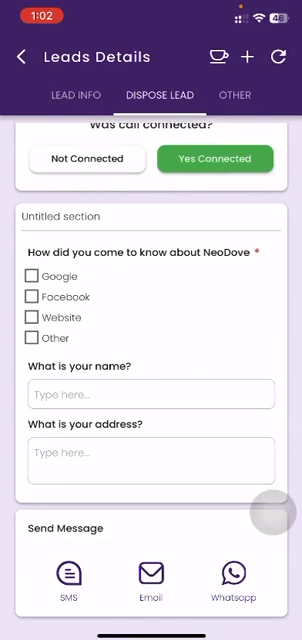 1:02
46
Leads Details
LEAD INFO DISPOSE LEAD OTHER
Was call connected?
Not Connected Yes Connected
Untitled section
How did you come to know about NeoDove *
Google
Facebook
Website
Other
What is your name?
Type here...
What is your address?
Type here...
Send Message
SMS Email Whatsapp